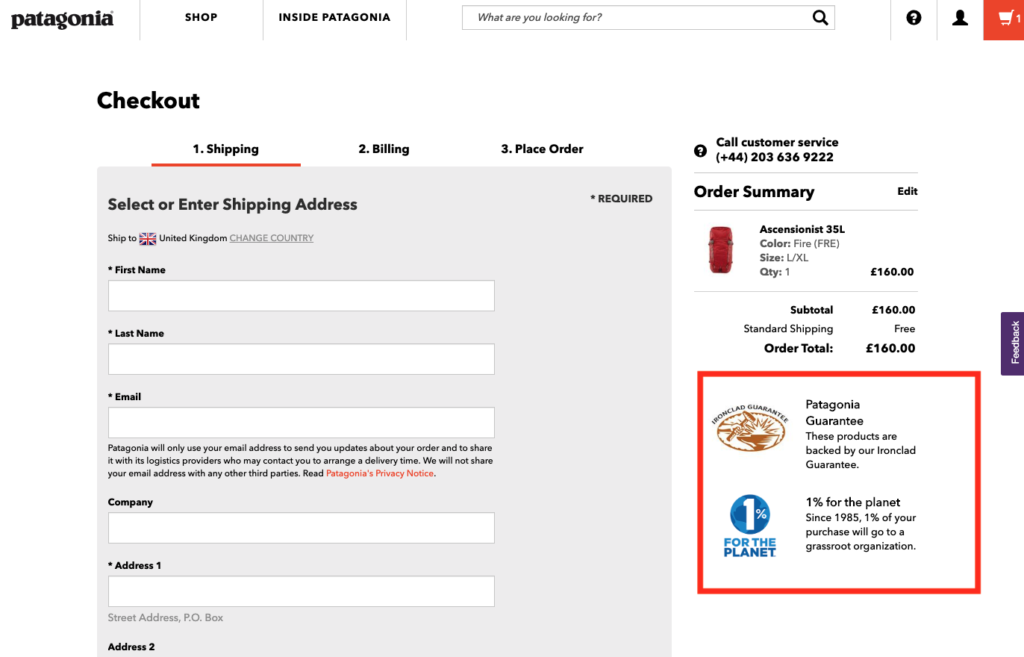 patagonia
SHOP
INSIDE PATAGONIA
What are you looking for?
1
Checkout
1. Shipping
2. Billing
3. Place Order
Select or Enter Shipping Address
* REQUIRED
Ship to United Kingdom CHANGE COUNTRY
* First Name
* Last Name
* Email
Patagonia will only use your email address to send you updates about your order and to share
it with its logistics providers who may contact you to arrange a delivery time. We will not share
your email address with any other third parties. Read Patagonia's Privacy Notice.
Company
* Address 1
Street Address, P.O. Box
Address 2
Call customer service
(+44) 203 636 9222
Order Summary
Edit
Ascensionist 35L
Color: Fire (FRE)
Size: L/XL
Qty: 1
£160.00
Subtotal £160.00
Standard Shipping Free
Order Total: £160.00
Feedback
IRONCLAD GUARANTEE
Patagonia
Guarantee
These products are
backed by our Ironclad
Guarantee.
1%
FOR THE
PLANET
1% for the planet
Since 1985, 1% of your
purchase will go to a
grassroot organization.